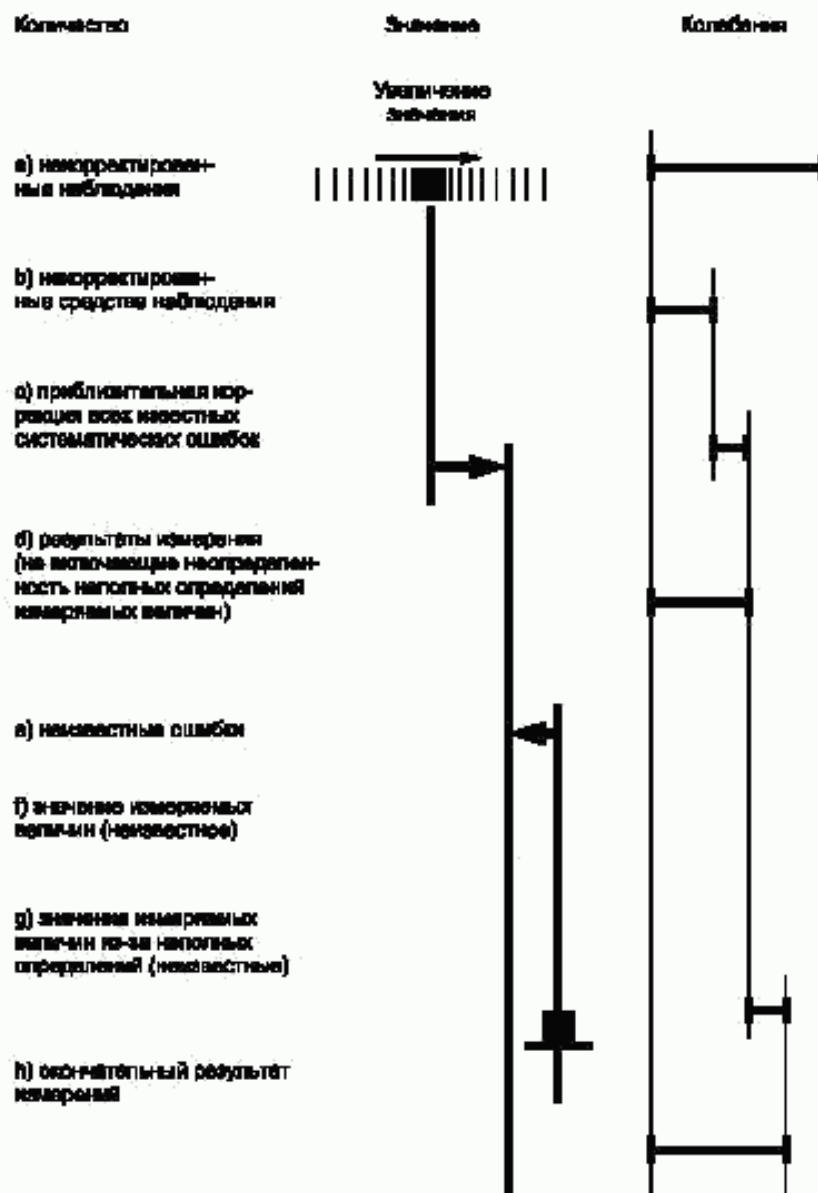 Количество
Значение
Колебания
Увеличение
значения
a) некорректирован-
ные наблюдения
b) некорректирован-
ные средства наблюдения
c) приблизительная кор-
рекция всех известных
систематических ошибок
d) результаты измерения
(не включающие неопределен-
ность неполных определений
измеряемых величин)
e) неизвестные ошибки
f) значение измеряемых
величин (неизвестное)
g) значения измеряемых
величин из-за неполных
определений (неизвестные)
h) окончательный результат
измерений